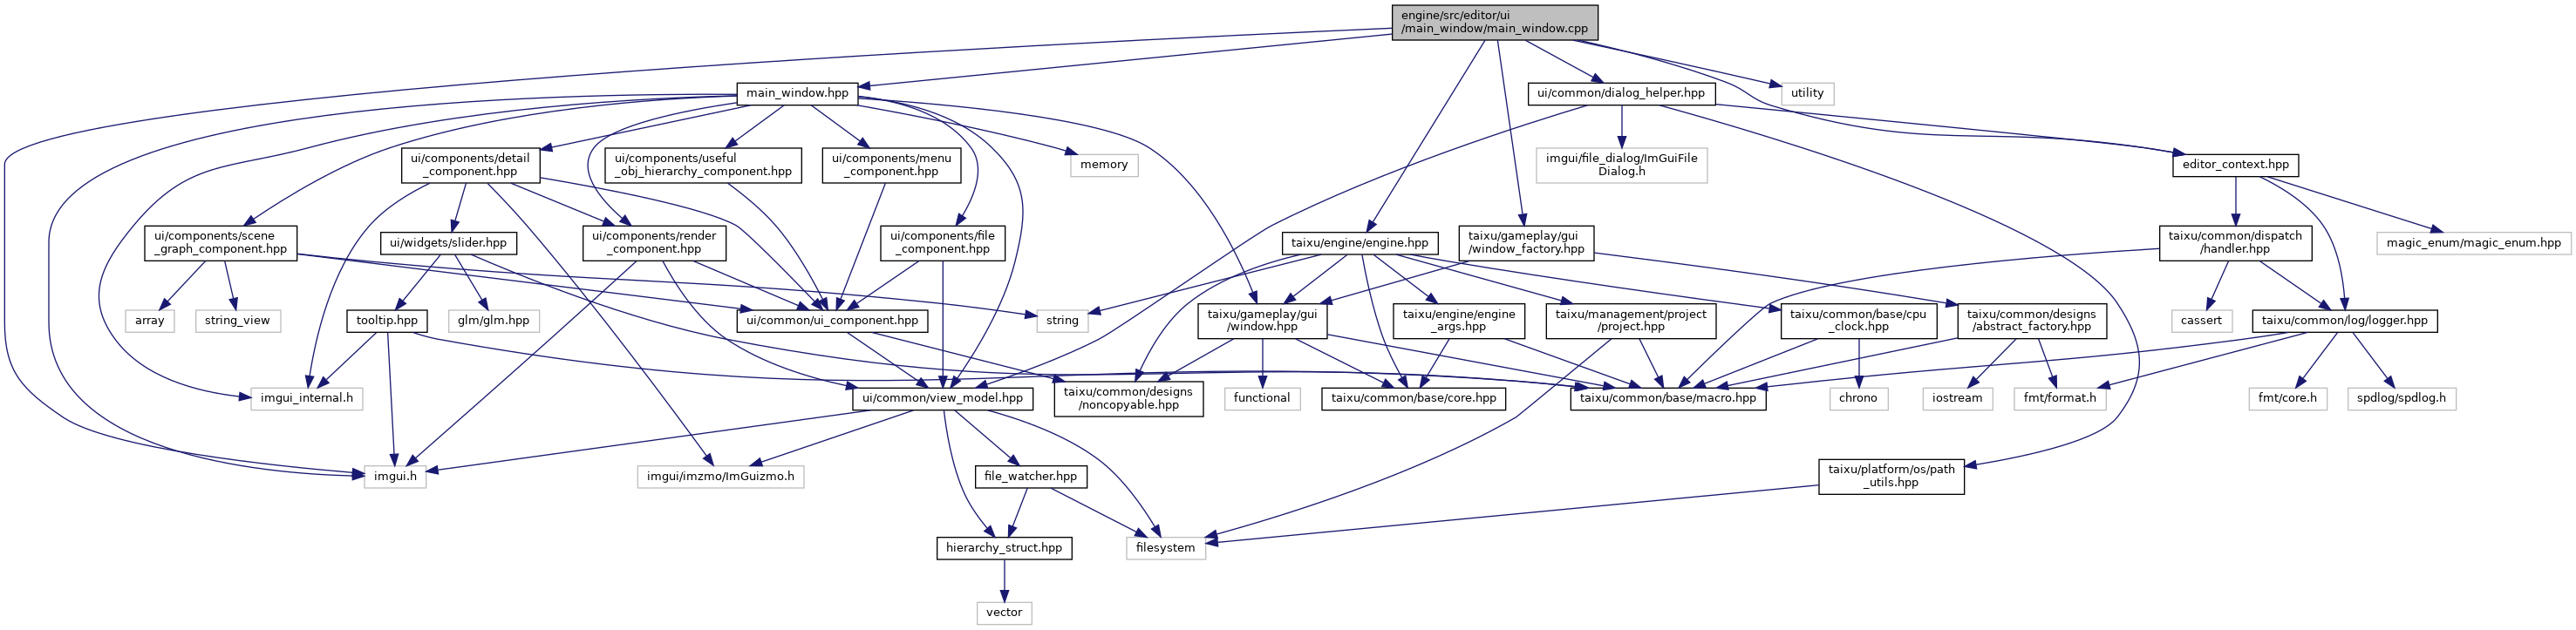 engine/src/editor/ui
/main_window/main_window.cpp
main_window.hpp
ui/common/dialog_helper.hpp
utility
ui/components/detail
_component.hpp
ui/components/useful
_obj_hierarchy_component.hpp
ui/components/menu
_component.hpp
memory
imgui/file_dialog/ImGuiFile
Dialog.h
editor_context.hpp
ui/components/scene
_graph_component.hpp
ui/widgets/slider.hpp
ui/components/render
_component.hpp
ui/components/file
_component.hpp
taixu/engine/engine.hpp
taixu/gameplay/gui
/window_factory.hpp
taixu/common/dispatch
/handler.hpp
magic_enum/magic_enum.hpp
array
string_view
tooltip.hpp
glm/glm.hpp
ui/common/ui_component.hpp
string
taixu/gameplay/gui
/window.hpp
taixu/engine/engine
_args.hpp
taixu/management/project
/project.hpp
taixu/common/base/cpu
_clock.hpp
taixu/common/designs
/abstract_factory.hpp
cassert
taixu/common/log/logger.hpp
imgui_internal.h
ui/common/view_model.hpp
taixu/common/designs
/noncopyable.hpp
functional
taixu/common/base/core.hpp
taixu/common/base/macro.hpp
chrono
iostream
fmt/format.h
fmt/core.h
spdlog/spdlog.h
imgui.h
imgui/imzmo/ImGuizmo.h
file_watcher.hpp
taixu/platform/os/path
_utils.hpp
hierarchy_struct.hpp
filesystem
vector